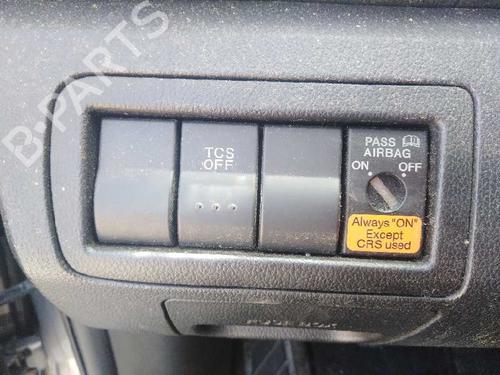 B-PARTS
TCS
OFF
PASS
AIRBAG
ON OFF
Always "ON"
Except
CRS used